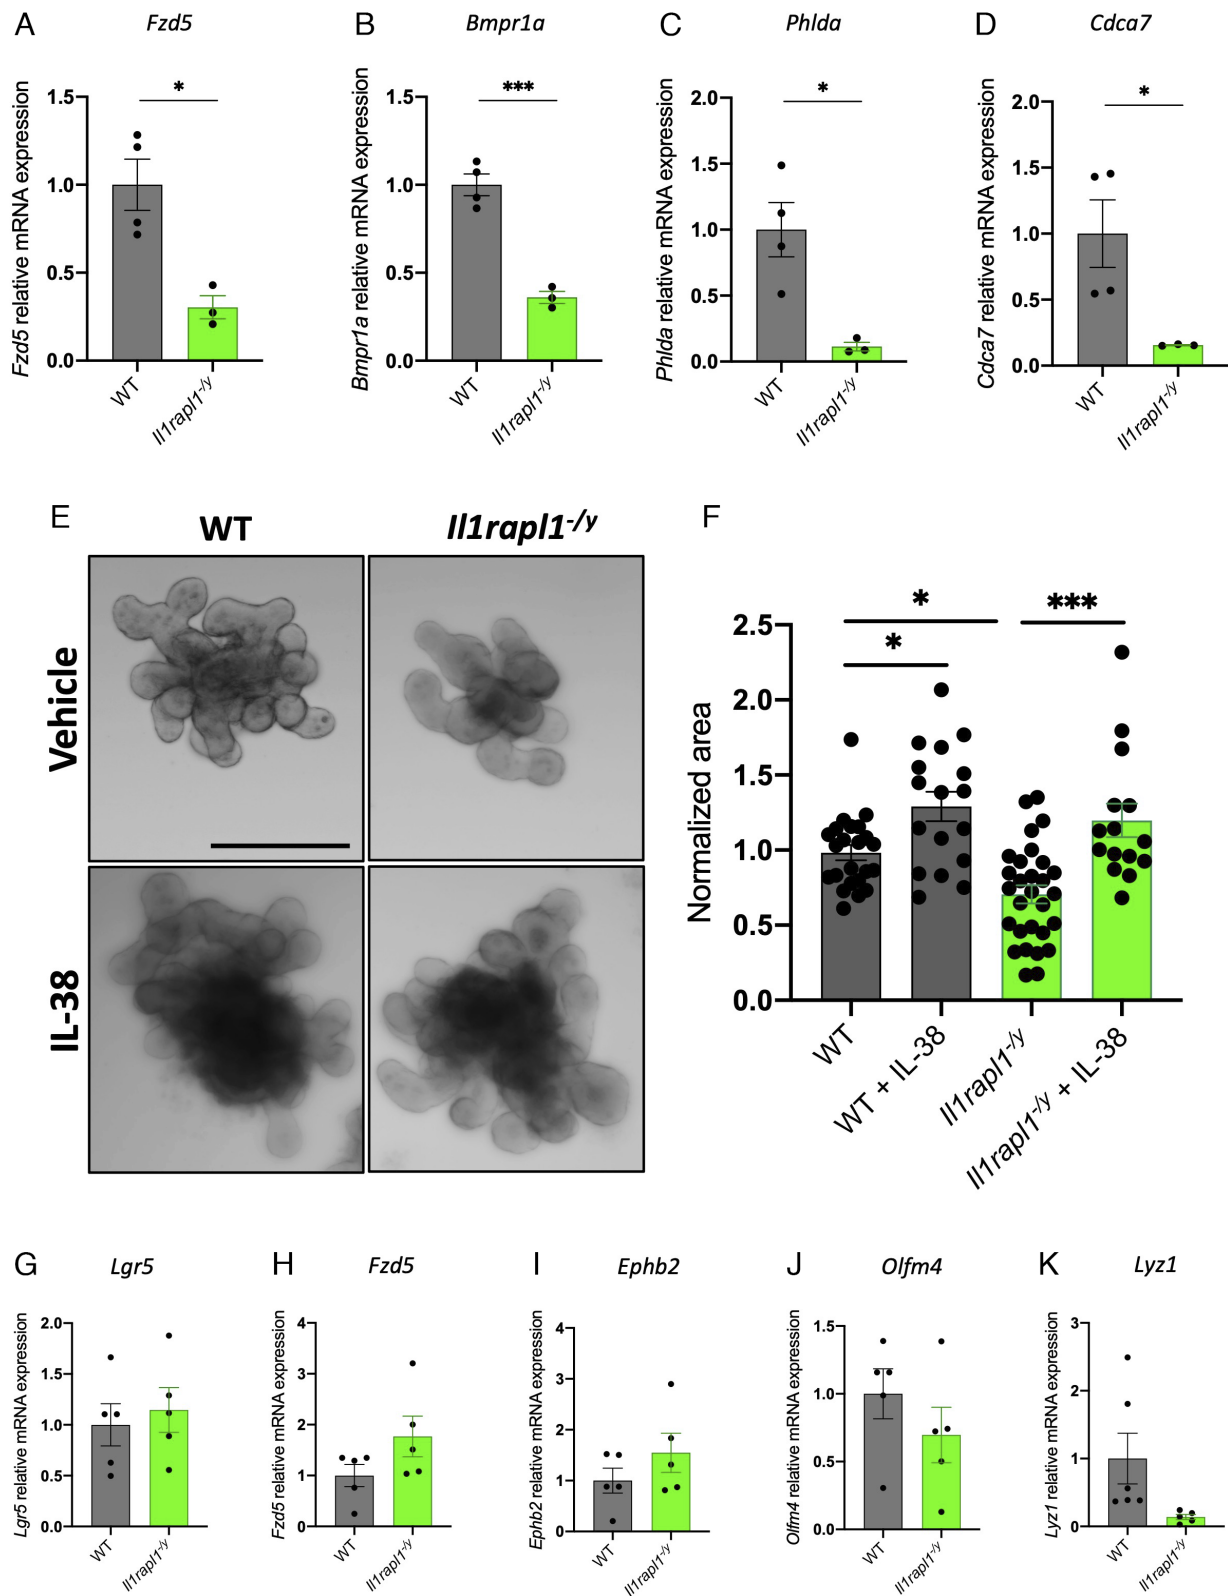 A Fzd5
B Bmpr1a
C Phlda
D Cdca7
Fzd5 relative mRNA expression
1.5
1.0
0.5
0.0
*
WT
Il1rapl1-/y
Bmpr1a relative mRNA expression
1.5
1.0
0.5
0.0
***
WT
Il1rapl1-/y
Phlda relative mRNA expression
2.0
1.5
1.0
0.5
0.0
*
WT
Il1rapl1-/y
Cdca7 relative mRNA expression
2.0
1.5
1.0
0.5
0.0
*
WT
Il1rapl1-/y
E
WT
Il1rapl1-/y
Vehicle
IL-38
F
Normalized area
2.5
2.0
1.5
1.0
0.5
0.0
*
*
***
WT
WT + IL-38
Il1rapl1-/y
Il1rapl1-/y + IL-38
G Lgr5
H Fzd5
I Ephb2
J Olfm4
K Lyz1
Lgr5 relative mRNA expression
2.0
1.5
1.0
0.5
0.0
WT
Il1rapl1-/y
Fzd5 relative mRNA expression
4
3
2
1
0
WT
Il1rapl1-/y
Ephb2 relative mRNA expression
4
3
2
1
0
WT
Il1rapl1-/y
Olfm4 relative mRNA expression
1.5
1.0
0.5
0.0
WT
Il1rapl1-/y
Lyz1 relative mRNA expression
3
2
1
0
WT
Il1rapl1-/y